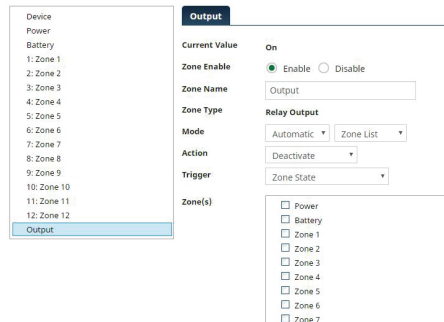 Device
Power
Battery
1: Zone 1
2: Zone 2
3: Zone 3
4: Zone 4
5: Zone 5
6: Zone 6
7: Zone 7
8: Zone 8
9: Zone 9
10: Zone 10
11: Zone 11
12: Zone 12
Output
Output
Current Value On
Zone Enable Enable Disable
Zone Name Output
Zone Type Relay Output
Mode Automatic Zone List
Action Deactivate
Trigger Zone State
Zone(s)
Power
Battery
Zone 1
Zone 2
Zone 3
Zone 4
Zone 5
Zone 6
Zone 7